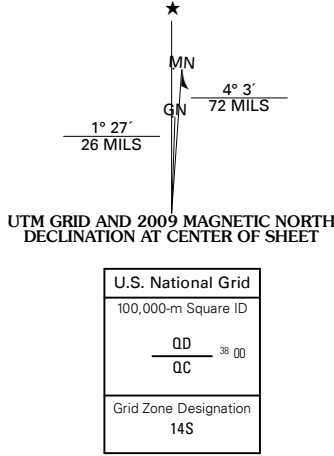 ★
MN
4° 3´
72 MILS
GN
1° 27´
26 MILS
UTM GRID AND 2009 MAGNETIC NORTH
DECLINATION AT CENTER OF SHEET
U.S. National Grid
100,000-m Square ID
QD
38 00
QC
Grid Zone Designation
14S